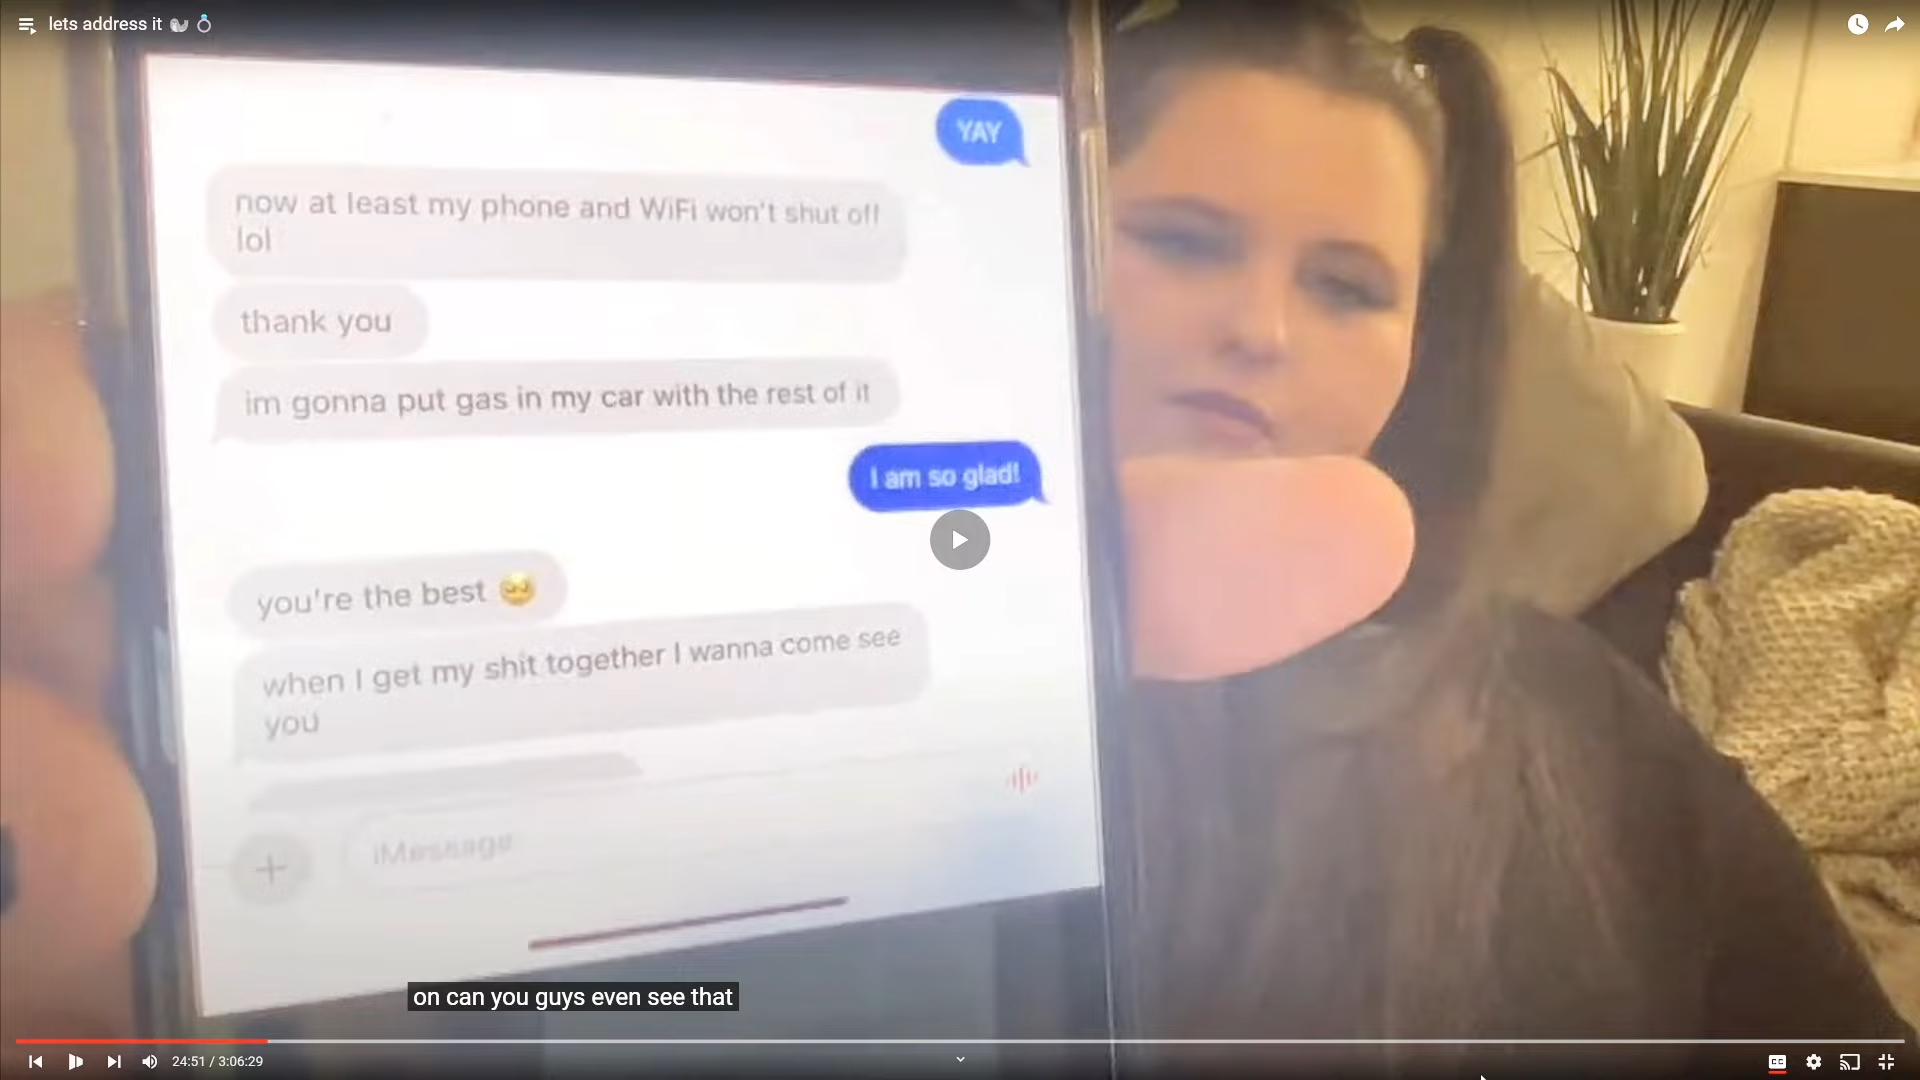 lets address it 🦭 💍
YAY
now at least my phone and WiFi won't shut off
lol
thank you
im gonna put gas in my car with the rest of it
I am so glad!
you're the best 🥹
when I get my shit together I wanna come see
you
iMessage
on can you guys even see that
24:51 / 3:06:29
CC